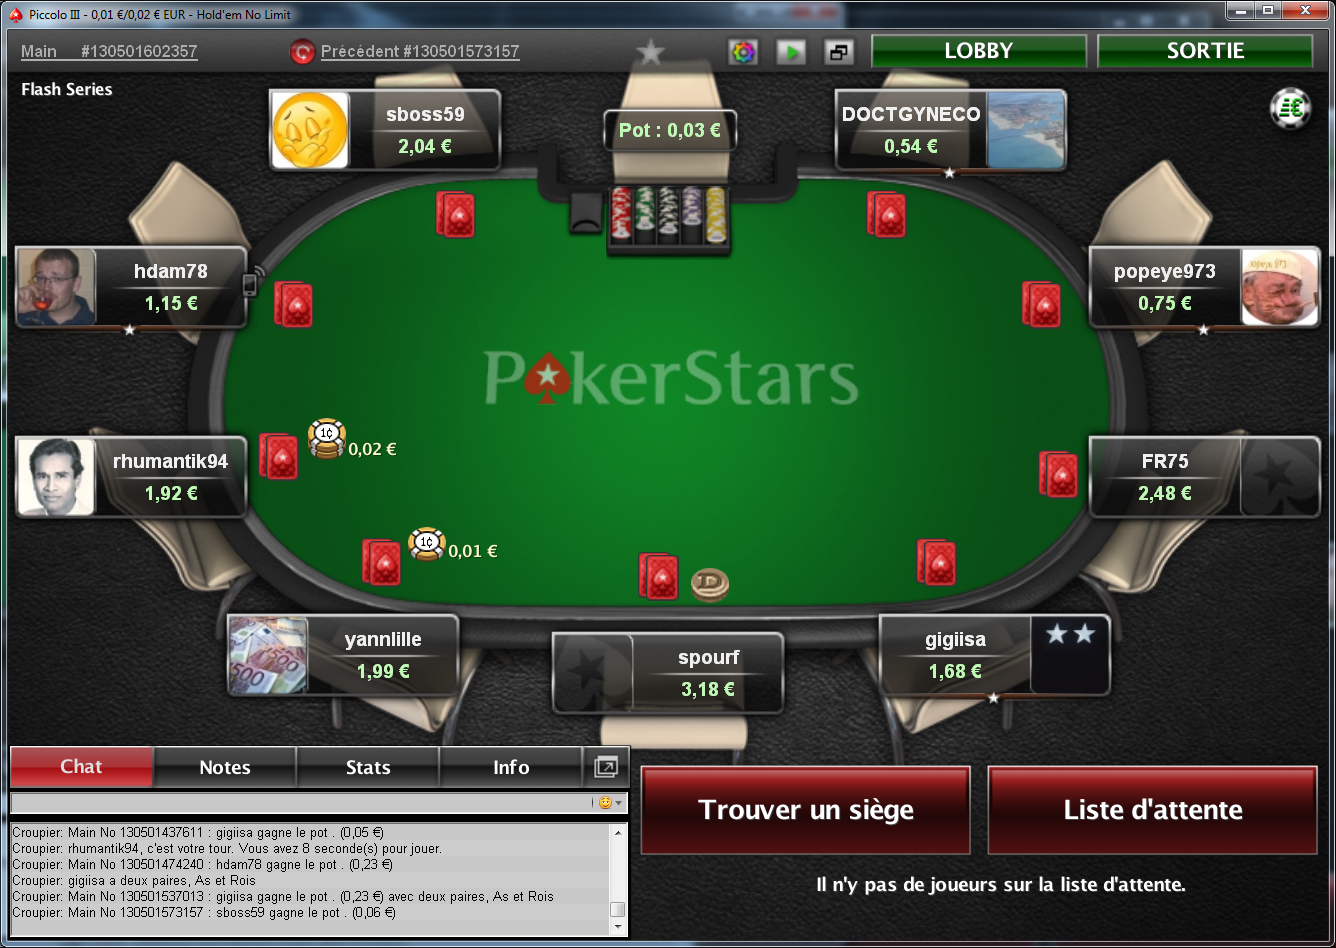 Piccolo III - 0,01 €/0,02 € EUR - Hold'em No Limit
Main #130501602357
Précédent #130501573157
LOBBY
SORTIE
Flash Series
sboss59
2,04 €
Pot : 0,03 €
DOCTGYNECO
0,54 €
hdam78
1,15 €
popeye973
0,75 €
PokerStars
rhumantik94
1,92 €
1¢
0,02 €
FR75
2,48 €
1¢
0,01 €
D
yannlille
1,99 €
spourf
3,18 €
gigiisa
1,68 €
Chat
Notes
Stats
Info
Trouver un siège
Liste d'attente
Il n'y pas de joueurs sur la liste d'attente.
Croupier: Main No 130501437611 : gigiisa gagne le pot . (0,05 €)
Croupier: rhumantik94, c'est votre tour. Vous avez 8 seconde(s) pour jouer.
Croupier: Main No 130501474240 : hdam78 gagne le pot . (0,23 €)
Croupier: gigiisa a deux paires, As et Rois
Croupier: Main No 130501537013 : gigiisa gagne le pot . (0,23 €) avec deux paires, As et Rois
Croupier: Main No 130501573157 : sboss59 gagne le pot . (0,06 €)